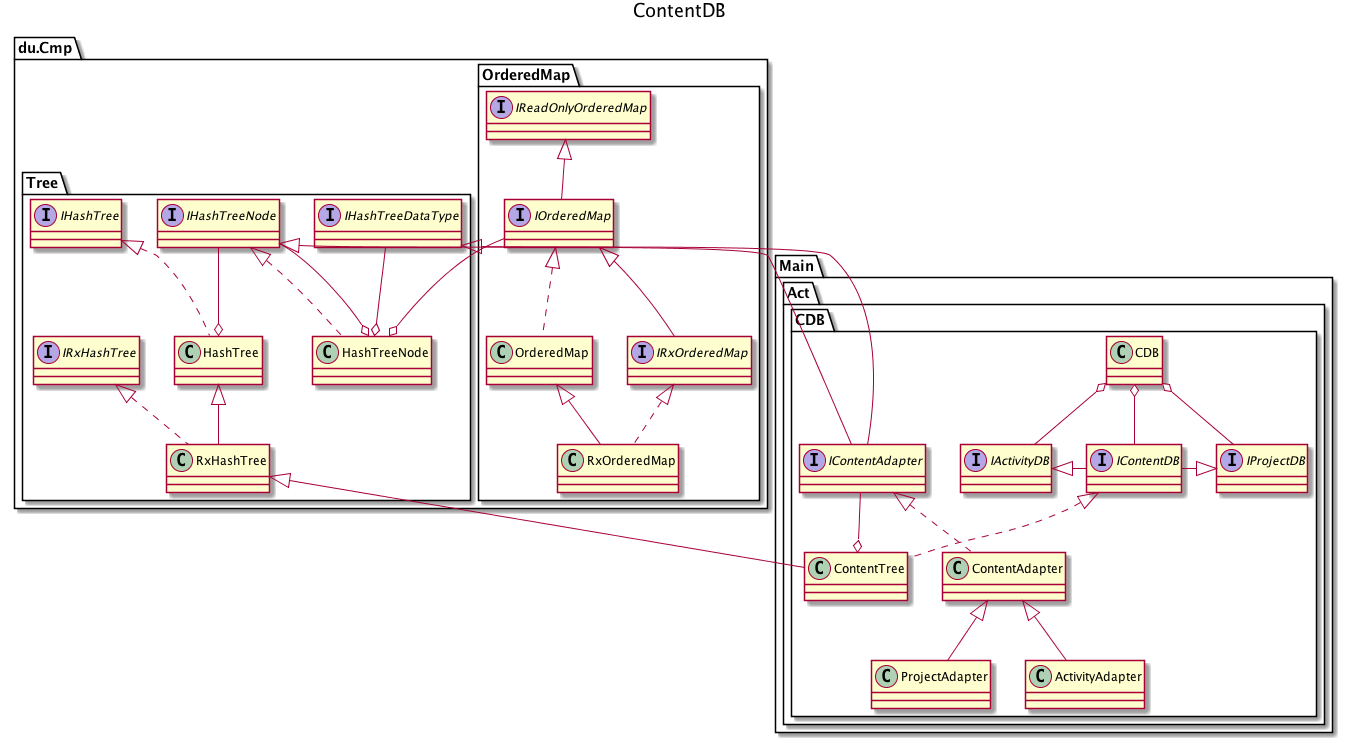 ContentDB
du.Cmp
OrderedMap
I IReadOnlyOrderedMap
Tree
I IHashTree
I IHashTreeNode
I IHashTreeDataType
I IOrderedMap
Main
Act
CDB
I IRxHashTree
C HashTree
C HashTreeNode
C OrderedMap
I IRxOrderedMap
C CDB
C RxHashTree
C RxOrderedMap
I IContentAdapter
I IActivityDB
I IContentDB
I IProjectDB
C ContentTree
C ContentAdapter
C ProjectAdapter
C ActivityAdapter